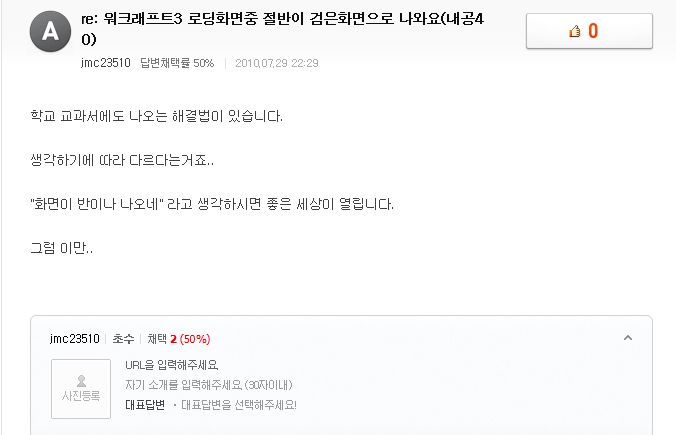 A
re: 워크래프트3 로딩화면중 절반이 검은화면으로 나와요(내공4
0)
0
jmc23510 답변채택률 50% 2010.07.29 22:29
학교 교과서에도 나오는 해결법이 있습니다.
생각하기에 따라 다르다는거죠..
"화면이 반이나 나오네" 라고 생각하시면 좋은 세상이 열립니다.
그럼 이만..
jmc23510 초수 채택 2 (50%)
URL을 입력해주세요.
사진등록
자기 소개를 입력해주세요.(30자이내)
대표답변 · 대표답변을 선택해주세요!